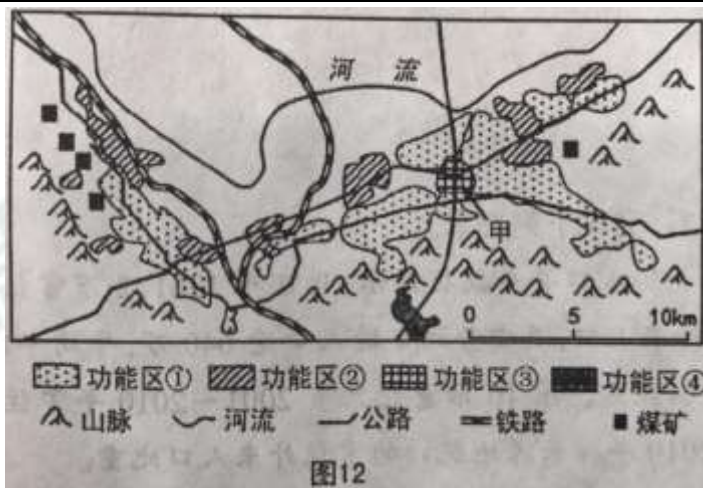 河 流
甲
0 5 10km
功能区① 功能区② 功能区③ 功能区④
山脉 河流 公路 铁路 煤矿
图12